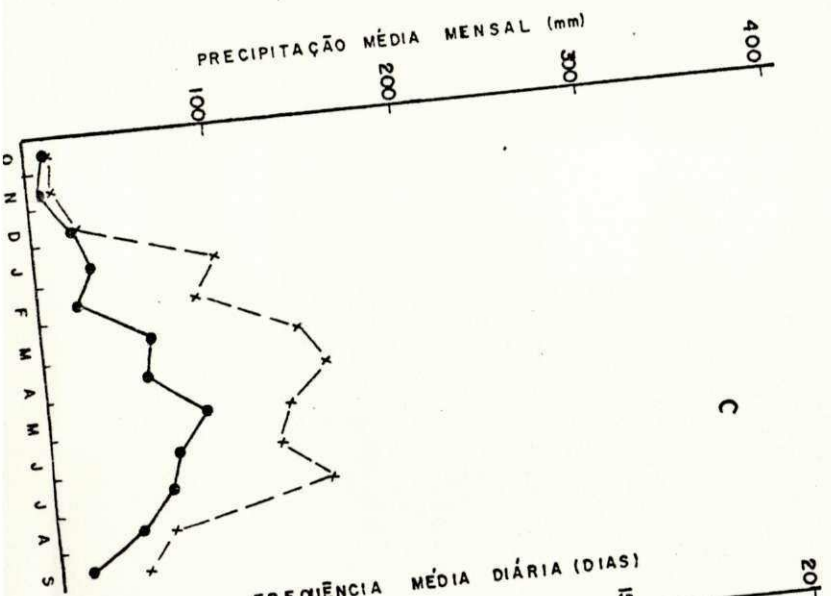 PRECIPITAÇÃO MÉDIA MENSAL (mm)
100
200
300
400
O
N
D
J
F
M
A
M
J
J
A
S
C
MÉDIA DIÁRIA (DIAS)
20